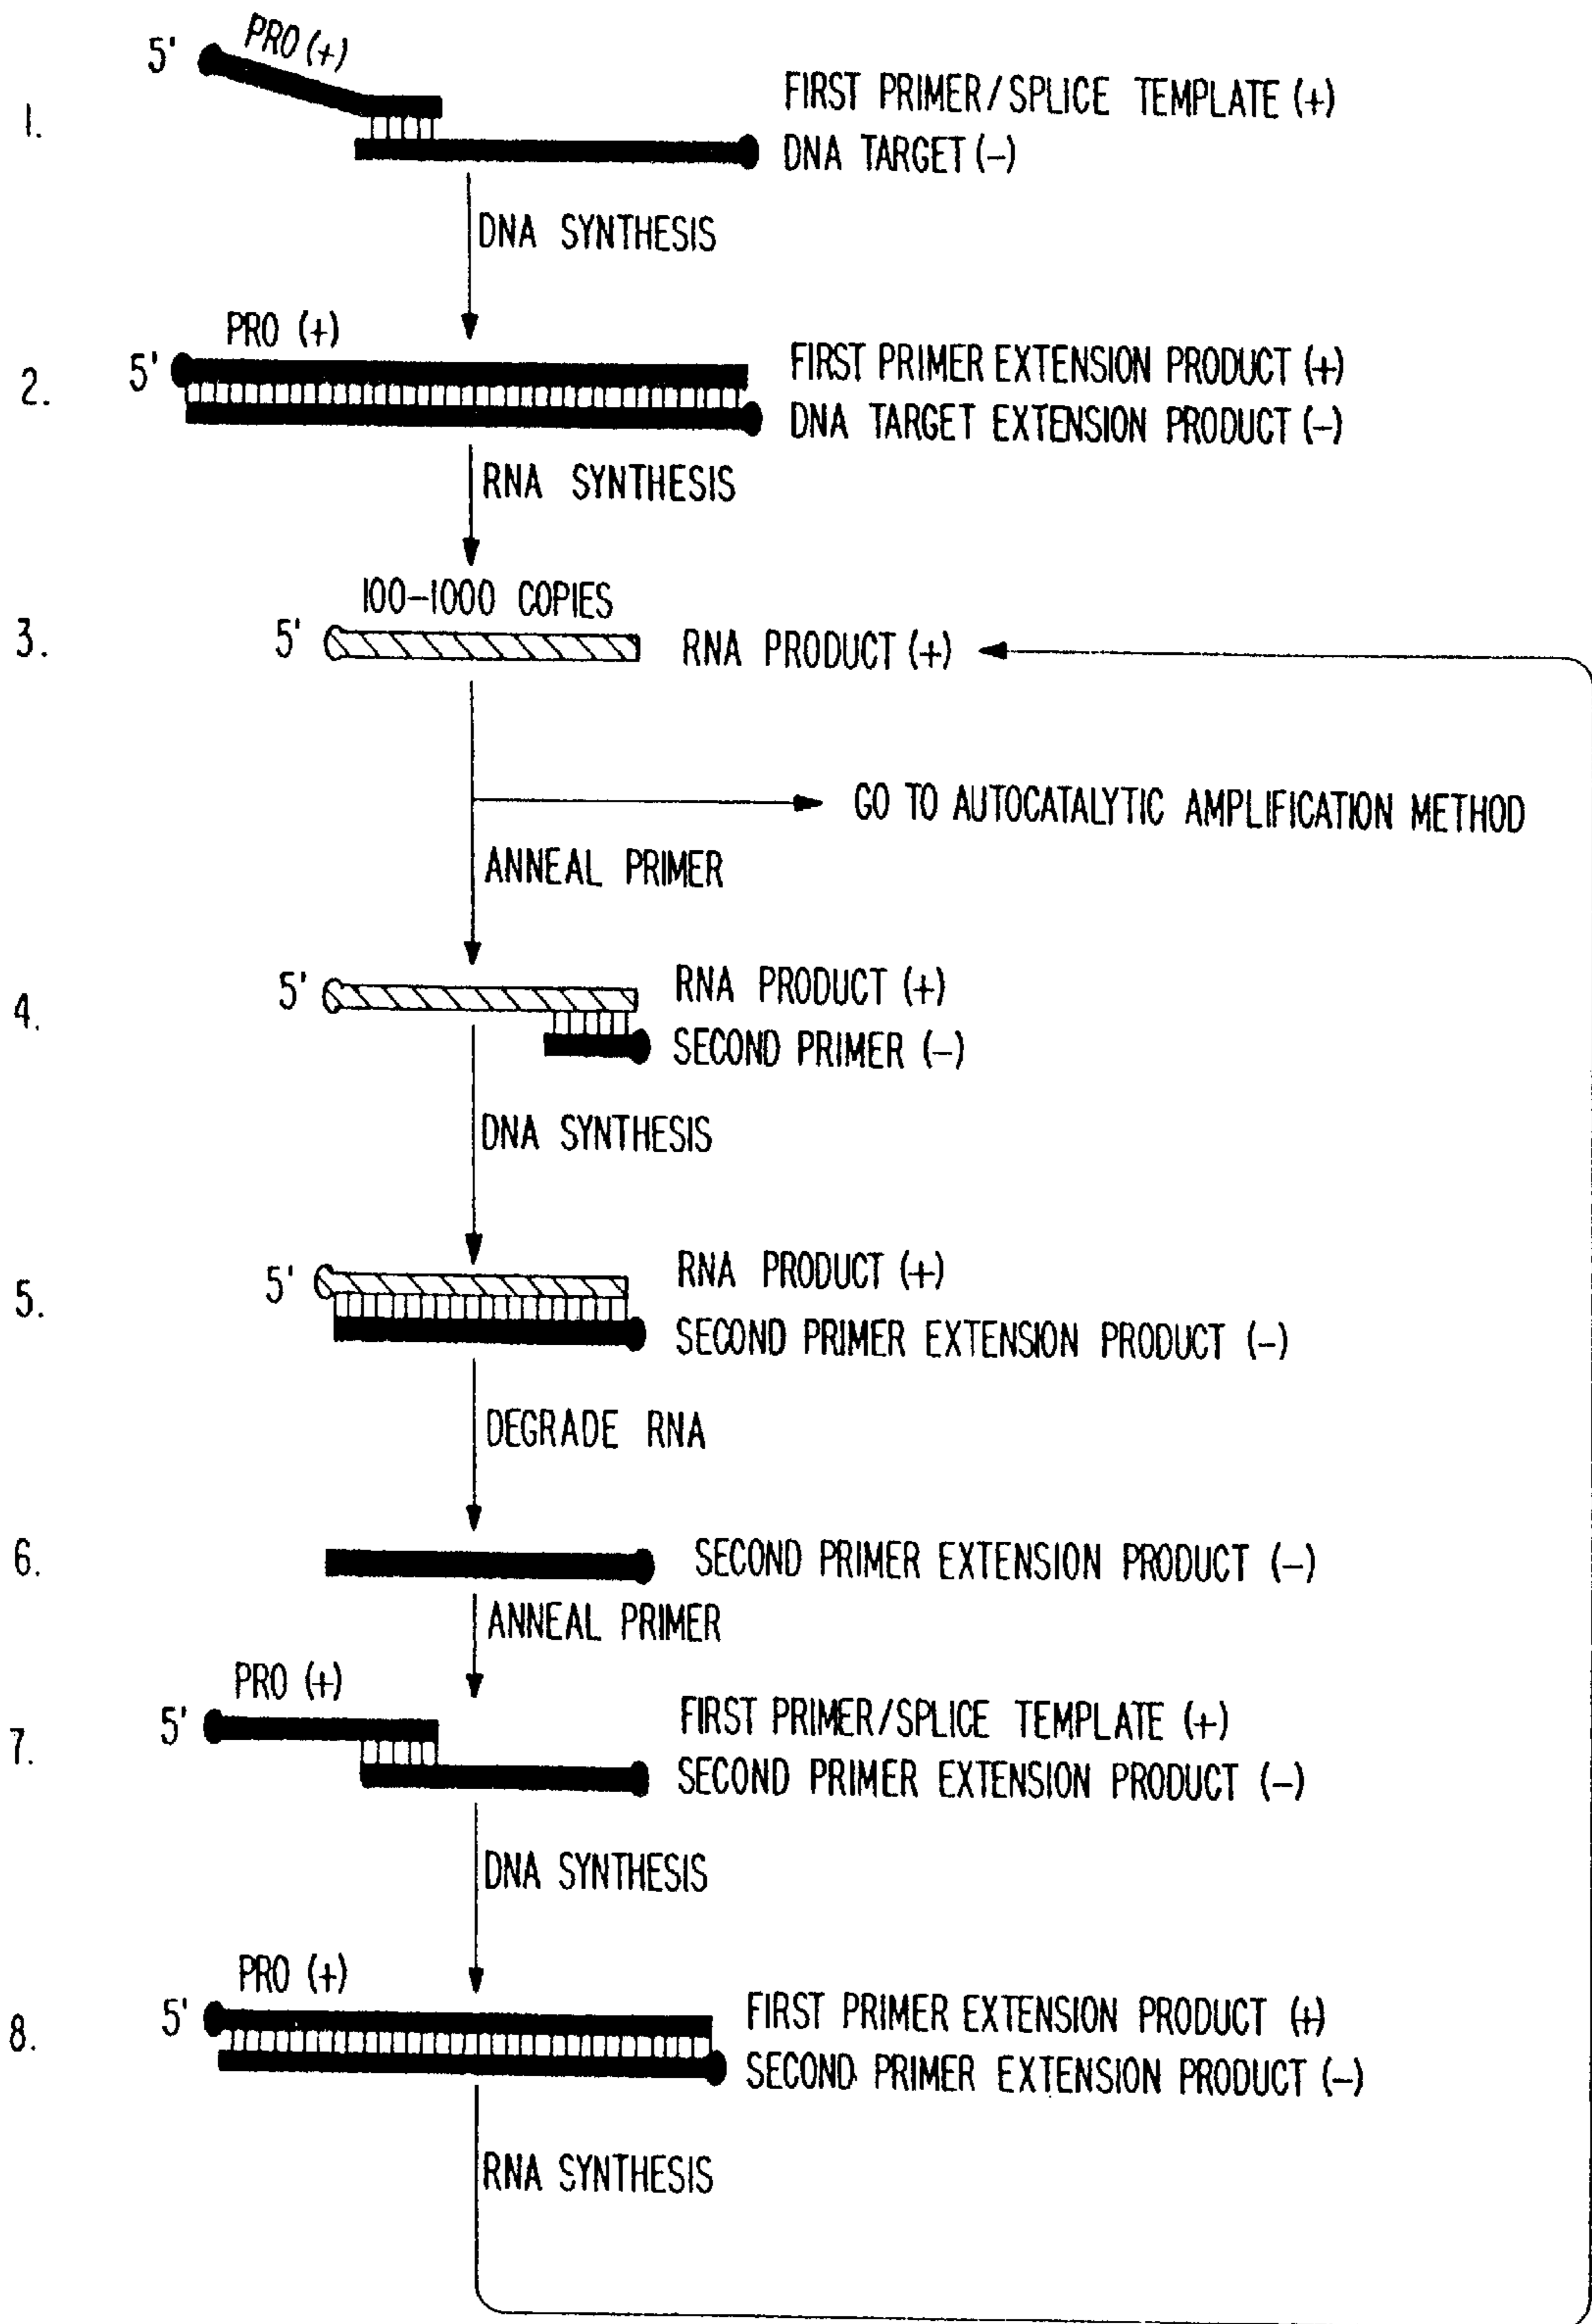 1.
5'
PRO (+)
FIRST PRIMER/SPLICE TEMPLATE (+)
DNA TARGET (-)
DNA SYNTHESIS
2.
PRO (+)
5'
FIRST PRIMER EXTENSION PRODUCT (+)
DNA TARGET EXTENSION PRODUCT (-)
RNA SYNTHESIS
3.
100-1000 COPIES
5'
RNA PRODUCT (+)
GO TO AUTOCATALYTIC AMPLIFICATION METHOD
ANNEAL PRIMER
4.
5'
RNA PRODUCT (+)
SECOND PRIMER (-)
DNA SYNTHESIS
5.
5'
RNA PRODUCT (+)
SECOND PRIMER EXTENSION PRODUCT (-)
DEGRADE RNA
6.
SECOND PRIMER EXTENSION PRODUCT (-)
ANNEAL PRIMER
7.
PRO (+)
5'
FIRST PRIMER/SPLICE TEMPLATE (+)
SECOND PRIMER EXTENSION PRODUCT (-)
DNA SYNTHESIS
8.
PRO (+)
5'
FIRST PRIMER EXTENSION PRODUCT (+)
SECOND PRIMER EXTENSION PRODUCT (-)
RNA SYNTHESIS